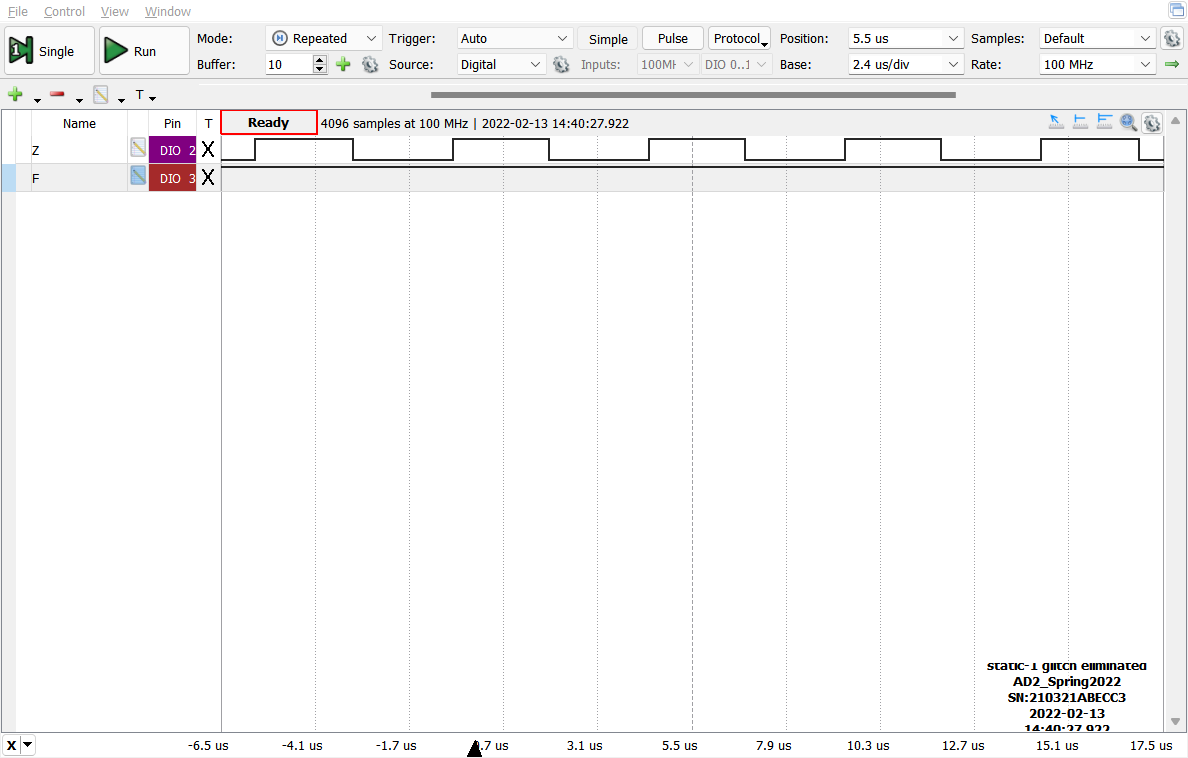 File Control View Window
Single Run Mode: Repeated Trigger: Auto Simple Pulse Protocol Position: 5.5 us Samples: Default
Buffer: 10 Source: Digital Inputs: DIO 0..1 Base: 2.4 us/div Rate: 100 MHz
T
Name Pin T Ready 4096 samples at 100 MHz | 2022-02-13 14:40:27.922
Z DIO 2 X
F DIO 3 X
static-1 glitch eliminated
AD2_Spring2022
SN:210321ABECC3
2022-02-13
14:40:27.922
X -6.5 us -4.1 us -1.7 us .7 us 3.1 us 5.5 us 7.9 us 10.3 us 12.7 us 15.1 us 17.5 us